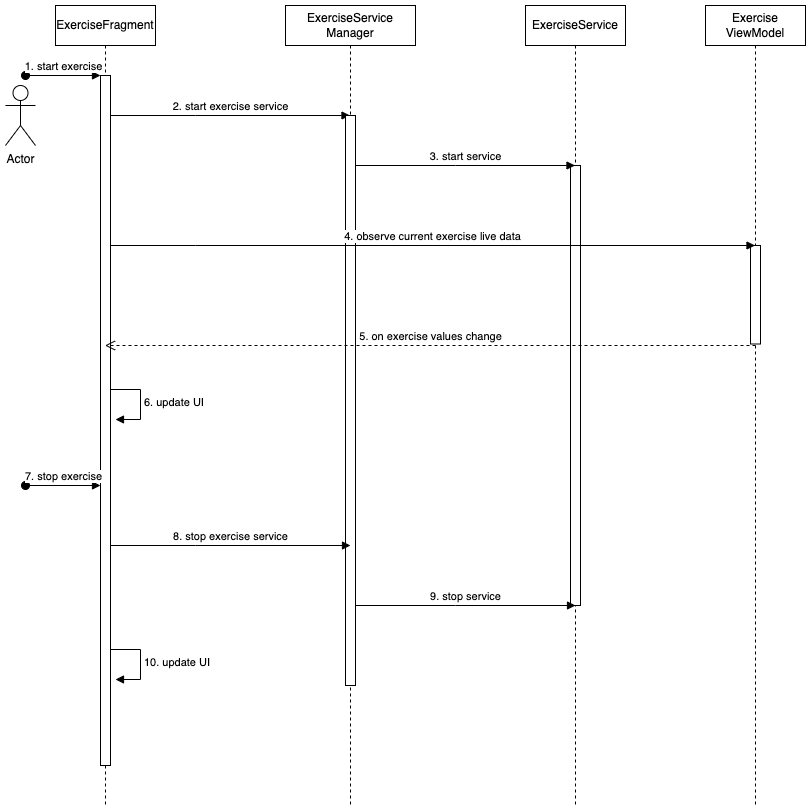 ExerciseFragment
ExerciseService
Manager
ExerciseService
Exercise
ViewModel
1. start exercise
Actor
2. start exercise service
3. start service
4. observe current exercise live data
5. on exercise values change
6. update UI
7. stop exercise
8. stop exercise service
9. stop service
10. update UI